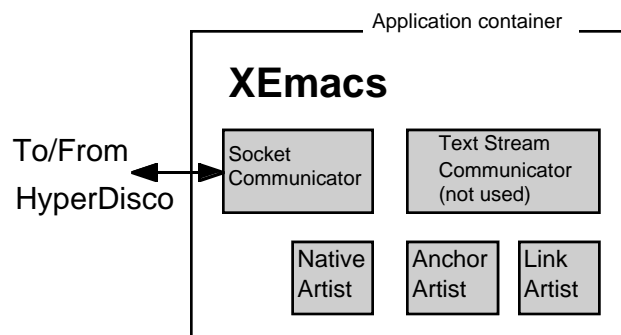 Application container
XEmacs
To/From
HyperDisco
Socket
Communicator
Text Stream
Communicator
(not used)
Native
Artist
Anchor
Artist
Link
Artist